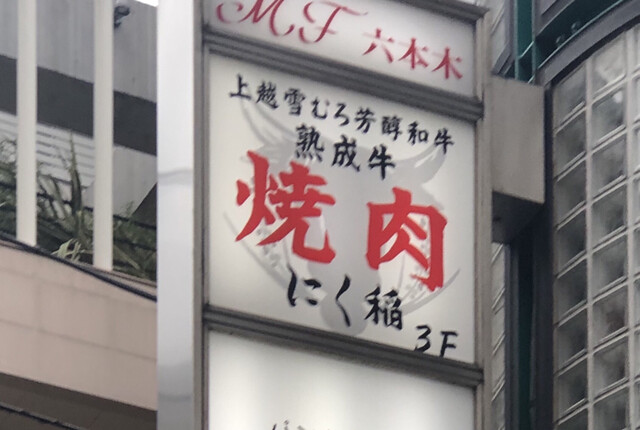 MF 六本木
上越雪むろ芳醇和牛
熟成牛
焼肉
にく稲
3F